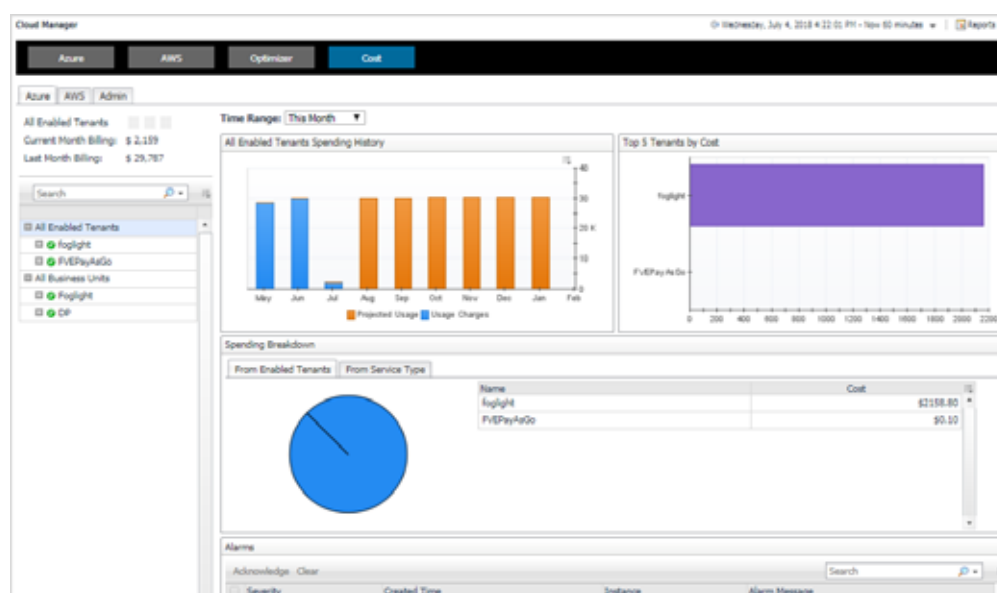 Cloud Manager
Wednesday, July 4, 2018 4:22:01 PM - Now 60 minutes
Reports
Azure AWS Optimizer Cost
Azure AWS Admin
All Enabled Tenants
Current Month Billing: $ 2,159
Last Month Billing: $ 29,787
Search
All Enabled Tenants
foglight
FVEPayAsGo
All Business Units
Foglight
DP
Time Range: This Month
All Enabled Tenants Spending History
40
30
20 K
10
0
May Jun Jul Aug Sep Oct Nov Dec Jan Feb
Projected Usage Usage Charges
Top 5 Tenants by Cost
foglight
FVEPayAsGo
0 200 400 600 800 1000 1200 1400 1600 1800 2000 2200
Spending Breakdown
From Enabled Tenants From Service Type
Name Cost
foglight $2158.80
FVEPayAsGo $0.10
Alarms
Acknowledge Clear
Search
Severity Created Time Instance Alarm Message